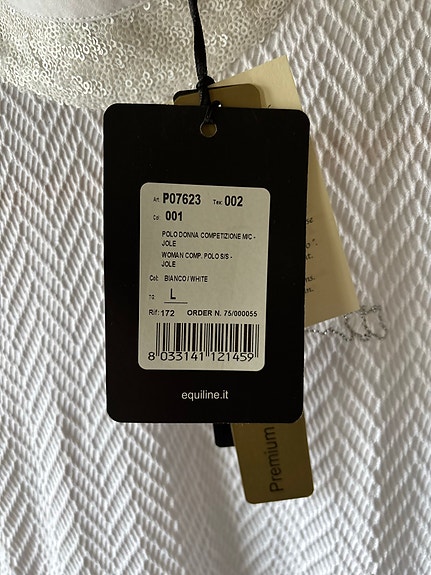 Art P07623 Tex: 002
Col 001
POLO DONNA COMPETIZIONE M/C -
JOLE
WOMAN COMP. POLO S/S -
JOLE
Col: BIANCO / WHITE
TG L
Rif: 172 ORDER N. 75/000055
8 033141 121459
equiline.it
Premium